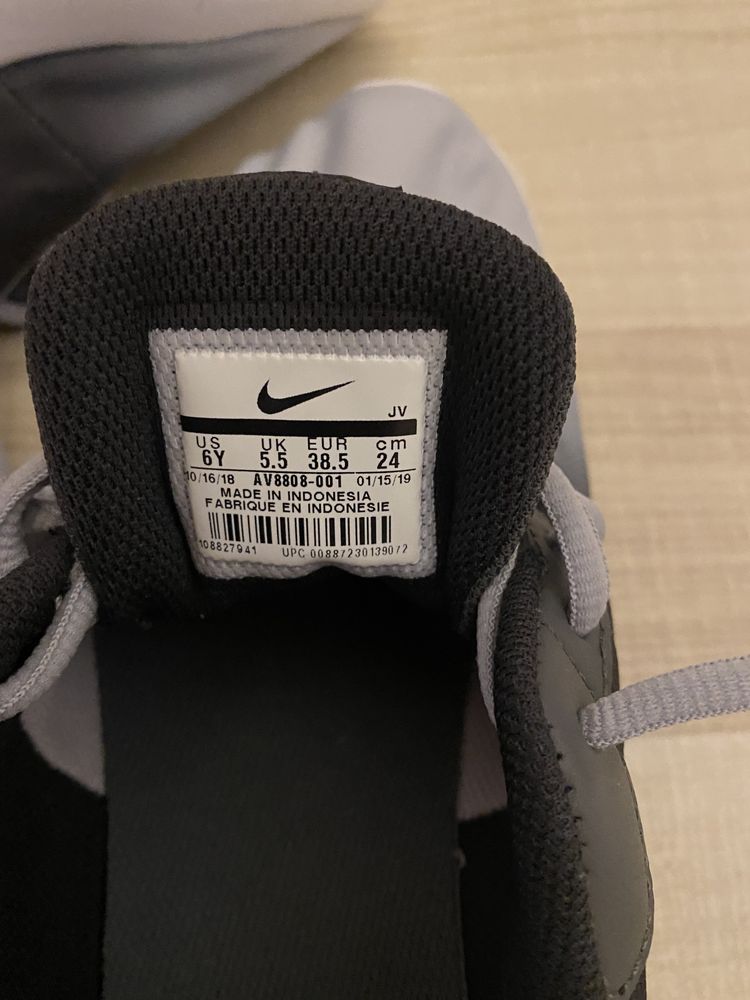 JV
US UK EUR cm
6Y 5.5 38.5 24
10/16/18 AV8808-001 01/15/19
MADE IN INDONESIA
FABRIQUE EN INDONESIE
108827941 UPC 00887230139072